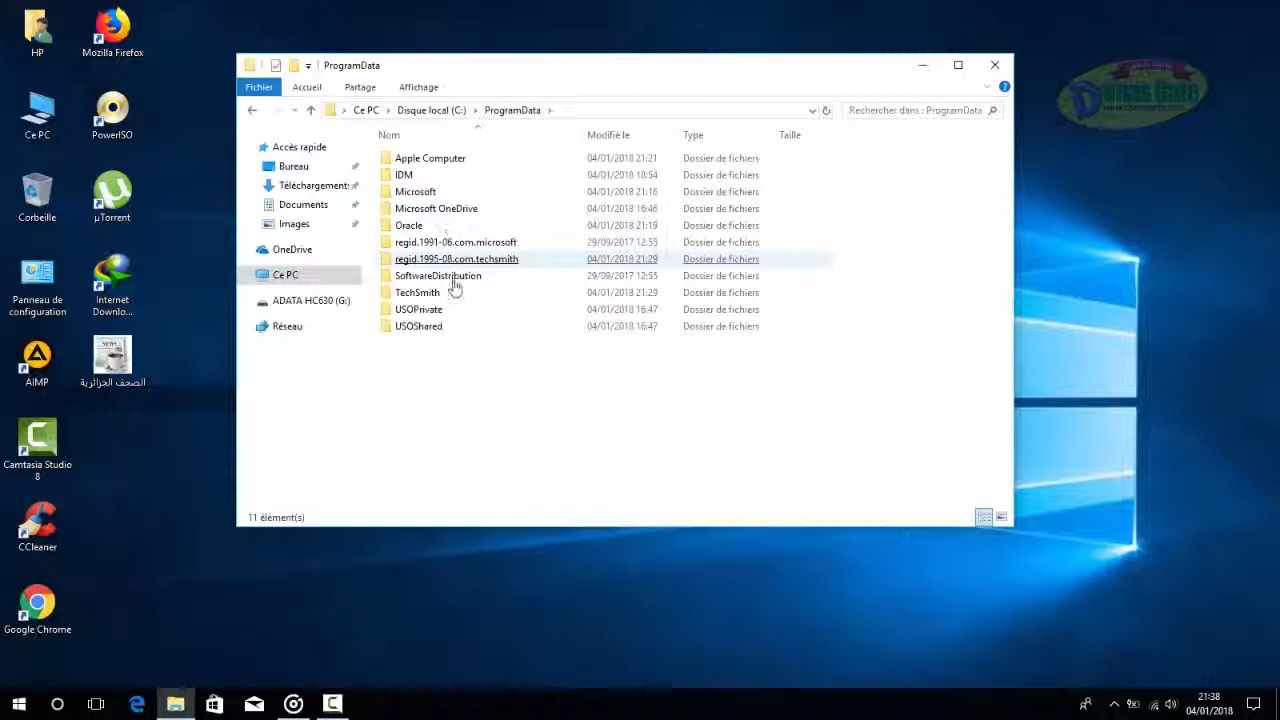 HP
Mozilla Firefox
Ce PC
PowerISO
Corbeille
µTorrent
Panneau de configuration
Internet Downlo...
AIMP
الصحف الجزائرية
NEWS
Camtasia Studio 8
CCleaner
Google Chrome
ProgramData
Fichier
Accueil
Partage
Affichage
Ce PC
Disque local (C:)
ProgramData
Rechercher dans : ProgramData
Nom
Modifié le
Type
Taille
Accès rapide
Bureau
Téléchargements
Documents
Images
OneDrive
Ce PC
ADATA HC630 (G:)
Réseau
Apple Computer 04/01/2018 21:21 Dossier de fichiers
IDM 04/01/2018 18:54 Dossier de fichiers
Microsoft 04/01/2018 21:16 Dossier de fichiers
Microsoft OneDrive 04/01/2018 16:46 Dossier de fichiers
Oracle 04/01/2018 21:19 Dossier de fichiers
regid.1991-06.com.microsoft 29/09/2017 12:55 Dossier de fichiers
regid.1995-08.com.techsmith 04/01/2018 21:29 Dossier de fichiers
SoftwareDistribution 29/09/2017 12:55 Dossier de fichiers
TechSmith 04/01/2018 21:29 Dossier de fichiers
USOPrivate 04/01/2018 16:47 Dossier de fichiers
USOShared 04/01/2018 16:47 Dossier de fichiers
11 élément(s)
21:38
04/01/2018